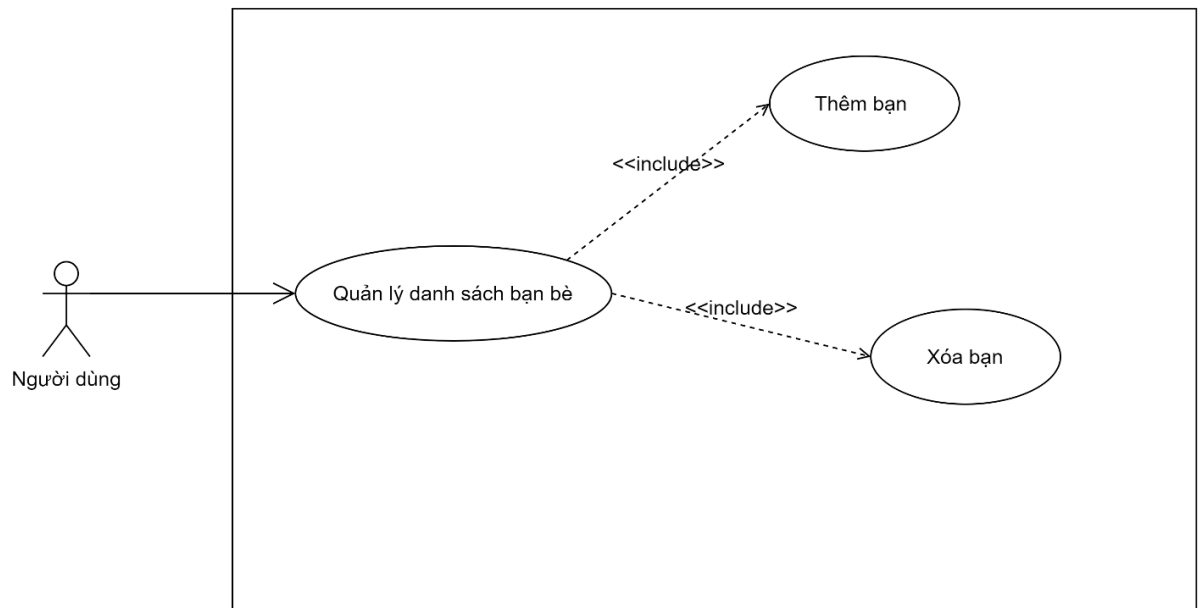 Thêm bạn
<<include>>
Quản lý danh sách bạn bè
<<include>>
Xóa bạn
Người dùng